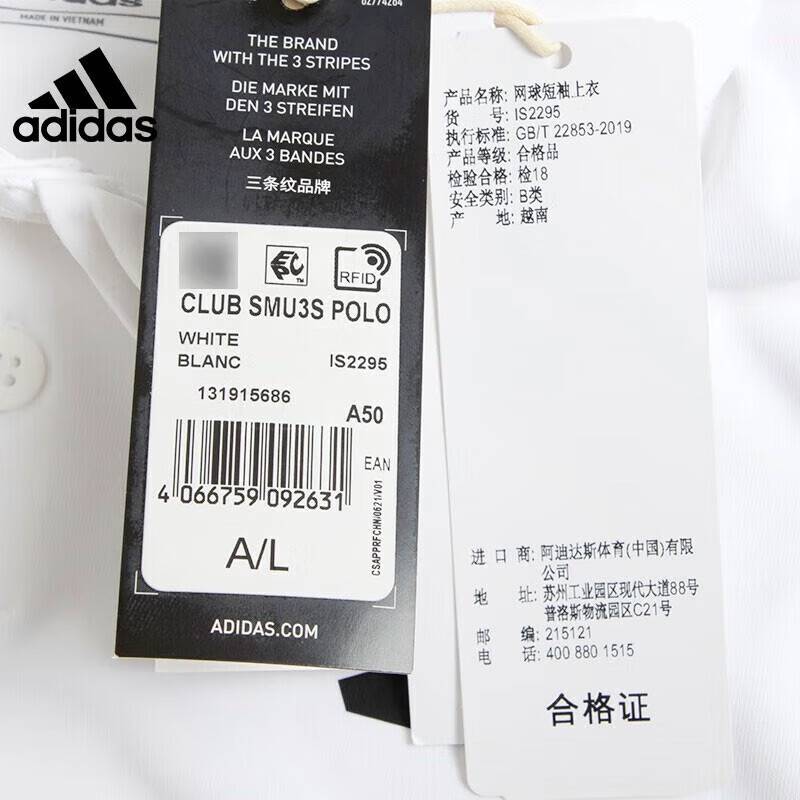 adidas
MADE IN VIETNAM
adidas
THE BRAND
WITH THE 3 STRIPES
DIE MARKE MIT
DEN 3 STREIFEN
LA MARQUE
AUX 3 BANDES
三条纹品牌
EPC™
RFID
CLUB SMU3S POLO
WHITE
BLANC IS2295
131915686
A50
EAN
4 066759 092631
CSAPPRFCHN/0621/V01
A/L
ADIDAS.COM
产品名称: 网球短袖上衣
货 号: IS2295
执行标准: GB/T 22853-2019
产品等级: 合格品
检验合格: 检18
安全类别: B类
产 地: 越南
进 口 商: 阿迪达斯体育(中国)有限
公司
地 址: 苏州工业园区现代大道88号
普洛斯物流园区C21号
邮 编: 215121
电 话: 400 880 1515
合格证